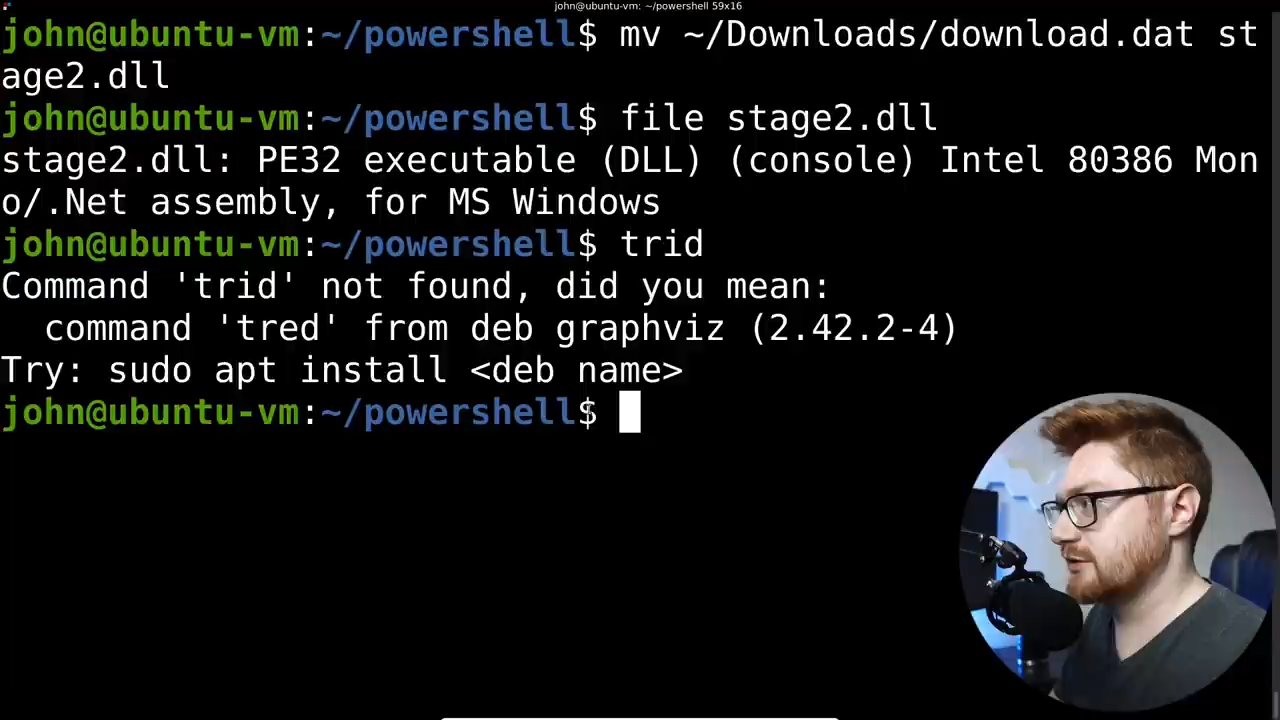 john@ubuntu-vm: ~/powershell 59x16
john@ubuntu-vm:~/powershell$ mv ~/Downloads/download.dat st
age2.dll
john@ubuntu-vm:~/powershell$ file stage2.dll
stage2.dll: PE32 executable (DLL) (console) Intel 80386 Mon
o/.Net assembly, for MS Windows
john@ubuntu-vm:~/powershell$ trid
Command 'trid' not found, did you mean:
  command 'tred' from deb graphviz (2.42.2-4)
Try: sudo apt install <deb name>
john@ubuntu-vm:~/powershell$